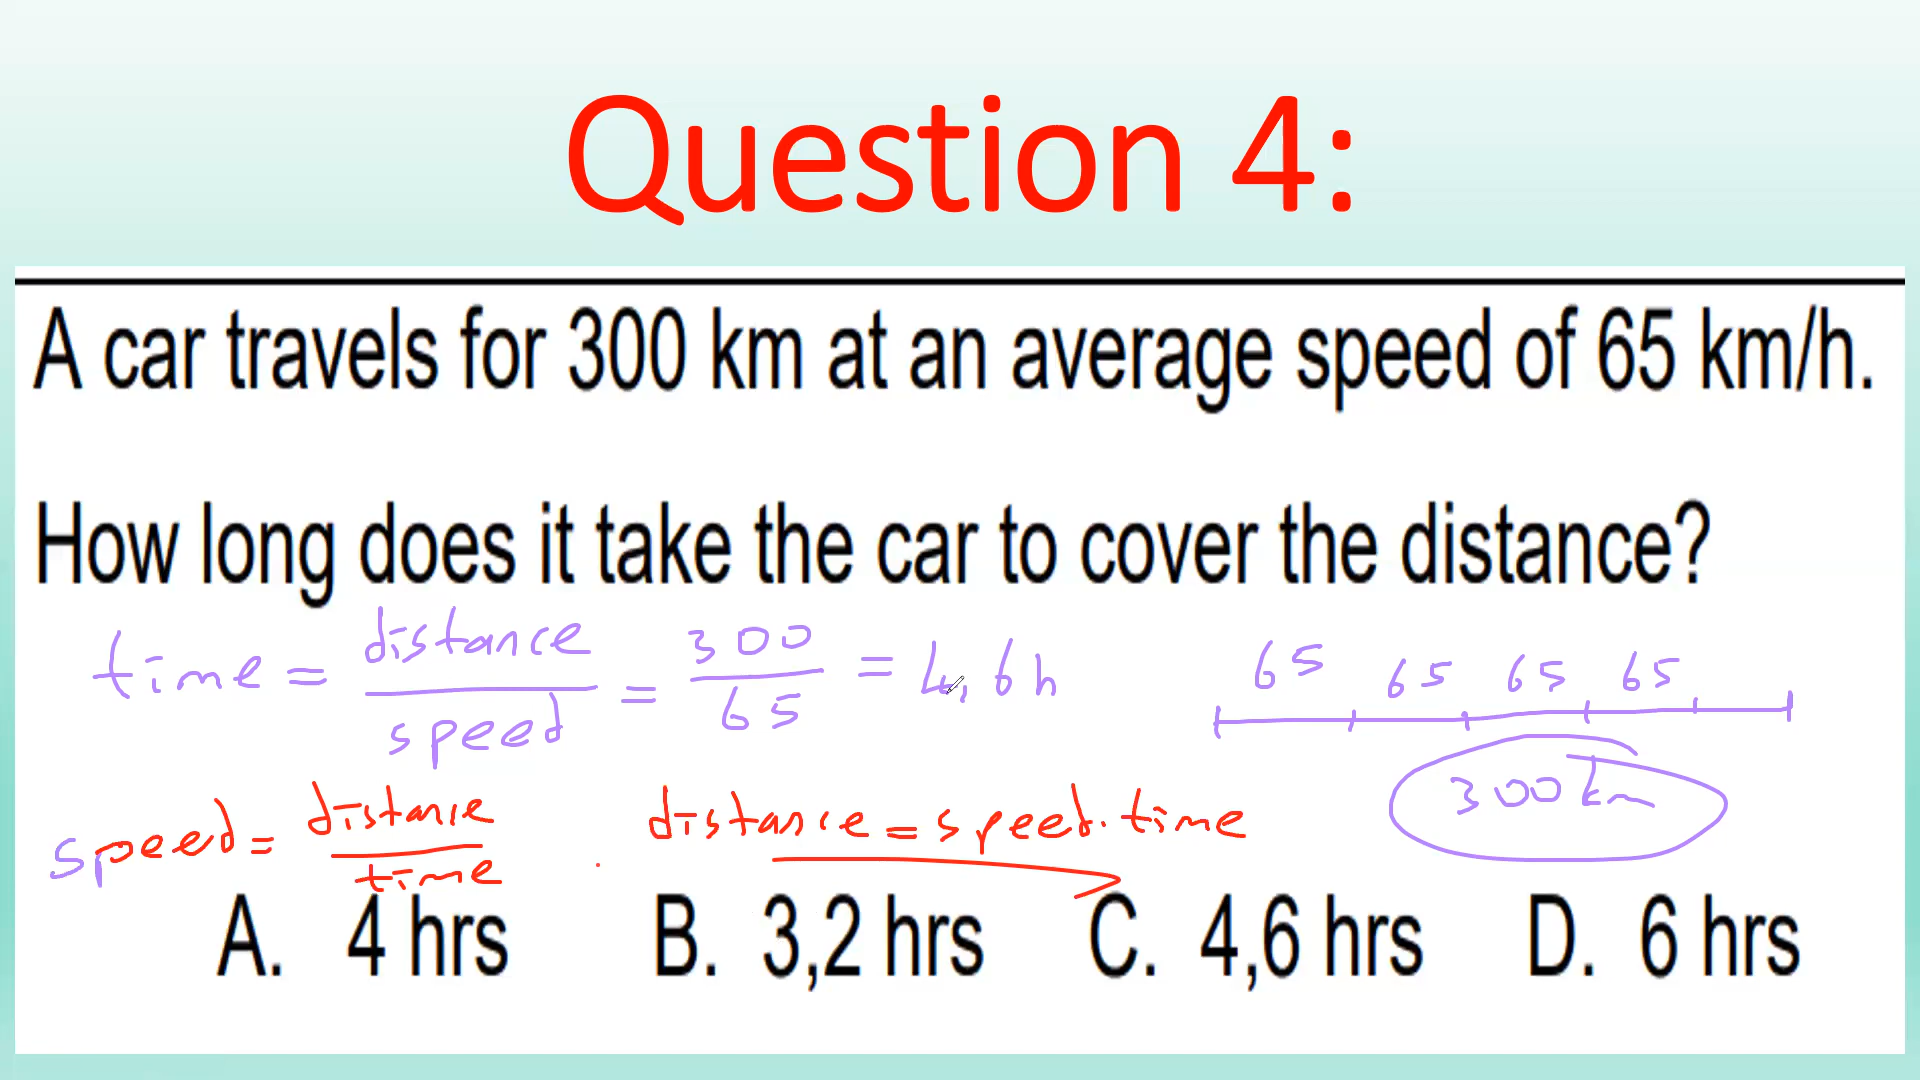 Question 4:
A car travels for 300 km at an average speed of 65 km/h.
How long does it take the car to cover the distance?
time = distance / speed = 300 / 65 = 4,6 h
65 65 65 65
300 km
speed = distance / time
distance = speed . time
A. 4 hrs B. 3,2 hrs C. 4,6 hrs D. 6 hrs